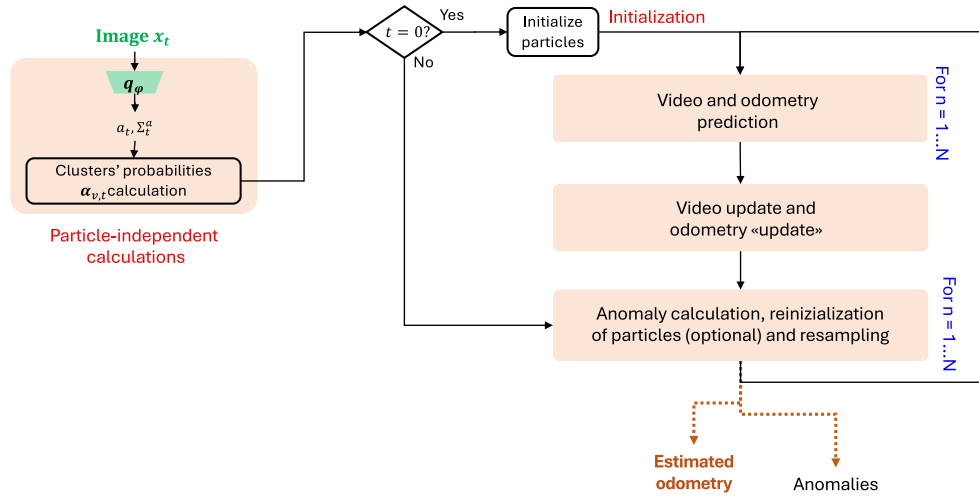 Image x_t
q_φ
a_t, Σ_t^a
Clusters' probabilities
α_{v,t} calculation
Particle-independent
calculations
t = 0?
Yes
No
Initialize
particles
Initialization
Video and odometry
prediction
For n = 1…N
Video update and
odometry «update»
Anomaly calculation, reinizialization
of particles (optional) and resampling
For n = 1…N
Estimated
odometry
Anomalies